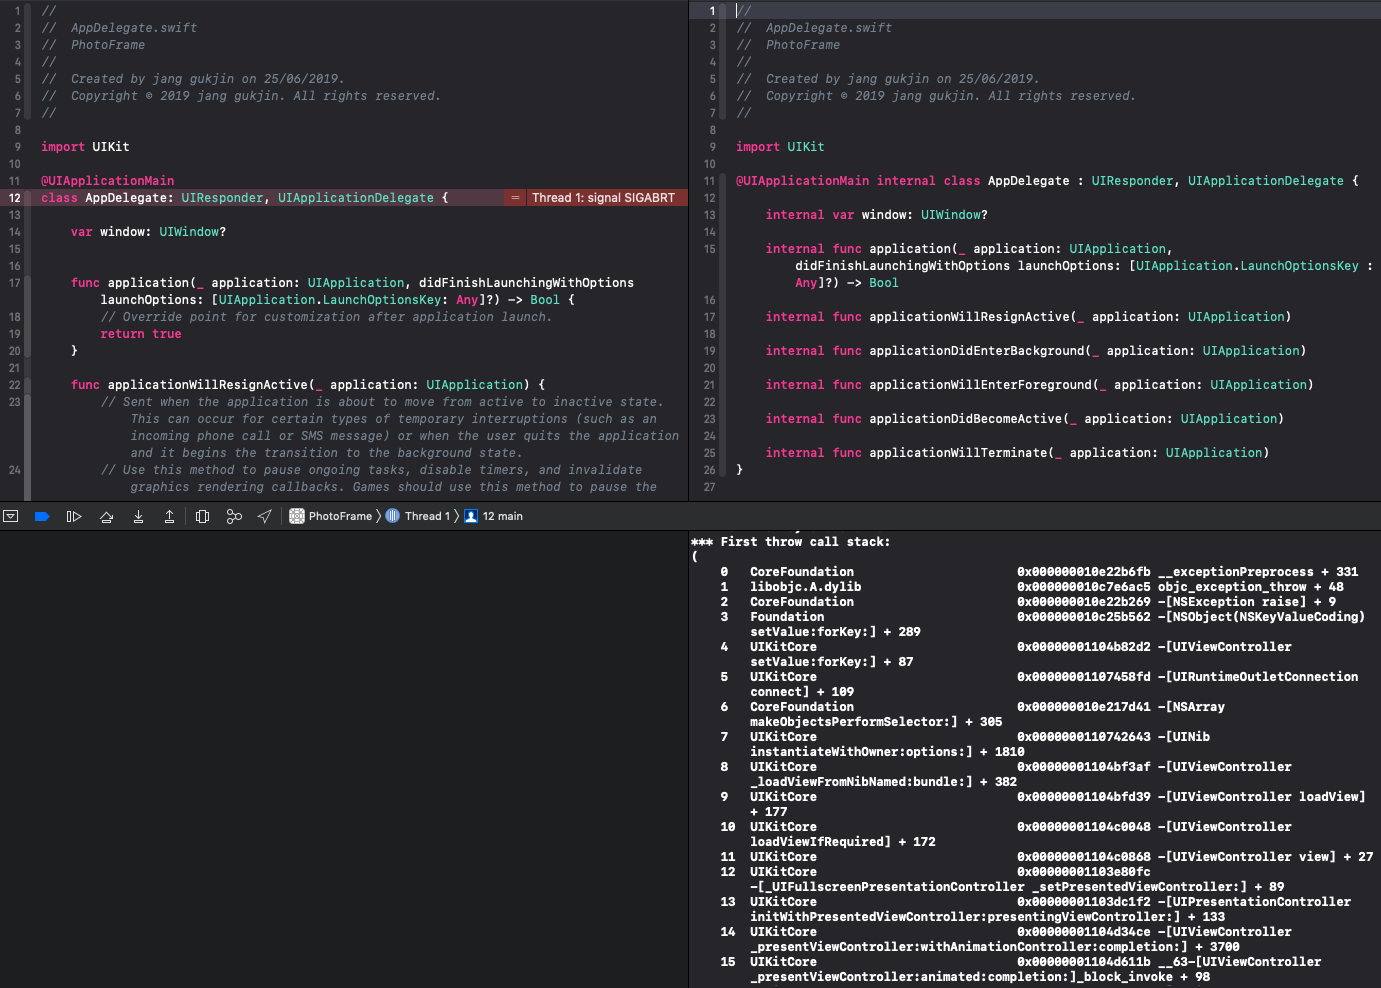 1 //
2 //  AppDelegate.swift
3 //  PhotoFrame
4 //
5 //  Created by jang gukjin on 25/06/2019.
6 //  Copyright © 2019 jang gukjin. All rights reserved.
7 //
8
9 import UIKit
10
11 @UIApplicationMain
12 class AppDelegate: UIResponder, UIApplicationDelegate { = Thread 1: signal SIGABRT
13
14 var window: UIWindow?
15
16
17 func application(_ application: UIApplication, didFinishLaunchingWithOptions
launchOptions: [UIApplication.LaunchOptionsKey: Any]?) -> Bool {
18 // Override point for customization after application launch.
19 return true
20 }
21
22 func applicationWillResignActive(_ application: UIApplication) {
23 // Sent when the application is about to move from active to inactive state.
This can occur for certain types of temporary interruptions (such as an
incoming phone call or SMS message) or when the user quits the application
and it begins the transition to the background state.
24 // Use this method to pause ongoing tasks, disable timers, and invalidate
graphics rendering callbacks. Games should use this method to pause the
1 //
2 //  AppDelegate.swift
3 //  PhotoFrame
4 //
5 //  Created by jang gukjin on 25/06/2019.
6 //  Copyright © 2019 jang gukjin. All rights reserved.
7 //
8
9 import UIKit
10
11 @UIApplicationMain internal class AppDelegate : UIResponder, UIApplicationDelegate {
12
13 internal var window: UIWindow?
14
15 internal func application(_ application: UIApplication,
didFinishLaunchingWithOptions launchOptions: [UIApplication.LaunchOptionsKey :
Any]?) -> Bool
16
17 internal func applicationWillResignActive(_ application: UIApplication)
18
19 internal func applicationDidEnterBackground(_ application: UIApplication)
20
21 internal func applicationWillEnterForeground(_ application: UIApplication)
22
23 internal func applicationDidBecomeActive(_ application: UIApplication)
24
25 internal func applicationWillTerminate(_ application: UIApplication)
26 }
27
PhotoFrame Thread 1 12 main
*** First throw call stack:
(
0 CoreFoundation 0x000000010e22b6fb __exceptionPreprocess + 331
1 libobjc.A.dylib 0x000000010c7e6ac5 objc_exception_throw + 48
2 CoreFoundation 0x000000010e22b269 -[NSException raise] + 9
3 Foundation 0x000000010c25b562 -[NSObject(NSKeyValueCoding)
setValue:forKey:] + 289
4 UIKitCore 0x00000001104b82d2 -[UIViewController
setValue:forKey:] + 87
5 UIKitCore 0x00000001107458fd -[UIRuntimeOutletConnection
connect] + 109
6 CoreFoundation 0x000000010e217d41 -[NSArray
makeObjectsPerformSelector:] + 305
7 UIKitCore 0x0000000110742643 -[UINib
instantiateWithOwner:options:] + 1810
8 UIKitCore 0x00000001104bf3af -[UIViewController
_loadViewFromNibNamed:bundle:] + 382
9 UIKitCore 0x00000001104bfd39 -[UIViewController loadView]
+ 177
10 UIKitCore 0x00000001104c0048 -[UIViewController
loadViewIfRequired] + 172
11 UIKitCore 0x00000001104c0868 -[UIViewController view] + 27
12 UIKitCore 0x00000001103e80fc
-[_UIFullscreenPresentationController _setPresentedViewController:] + 89
13 UIKitCore 0x00000001103dc1f2 -[UIPresentationController
initWithPresentedViewController:presentingViewController:] + 133
14 UIKitCore 0x00000001104d34ce -[UIViewController
_presentViewController:withAnimationController:completion:] + 3700
15 UIKitCore 0x00000001104d611b __63-[UIViewController
_presentViewController:animated:completion:]_block_invoke + 98